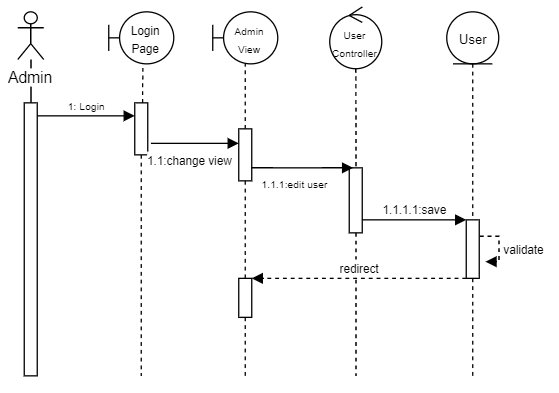 Login
Page
Admin
View
User
Controller
User
Admin
1: Login
1.1:change view
1.1.1:edit user
1.1.1.1:save
validate
redirect